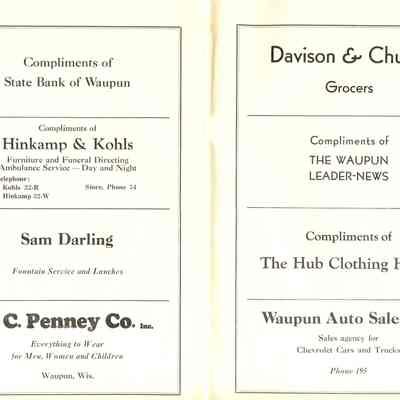 Compliments of
State Bank of Waupun
Compliments of
Hinkamp & Kohls
Furniture and Funeral Directing
Ambulance Service — Day and Night
elephone:
Kohls 32-R Store, Phone 74
Hinkamp 32-W
Sam Darling
Fountain Service and Lunches
C. Penney Co. Inc.
Everything to Wear
for Men, Women and Children
Waupun, Wis.
Davison & Chu
Grocers
Compliments of
THE WAUPUN
LEADER-NEWS
Compliments of
The Hub Clothing H
Waupun Auto Sale
Sales agency for
Chevrolet Cars and Truck
Phone 195